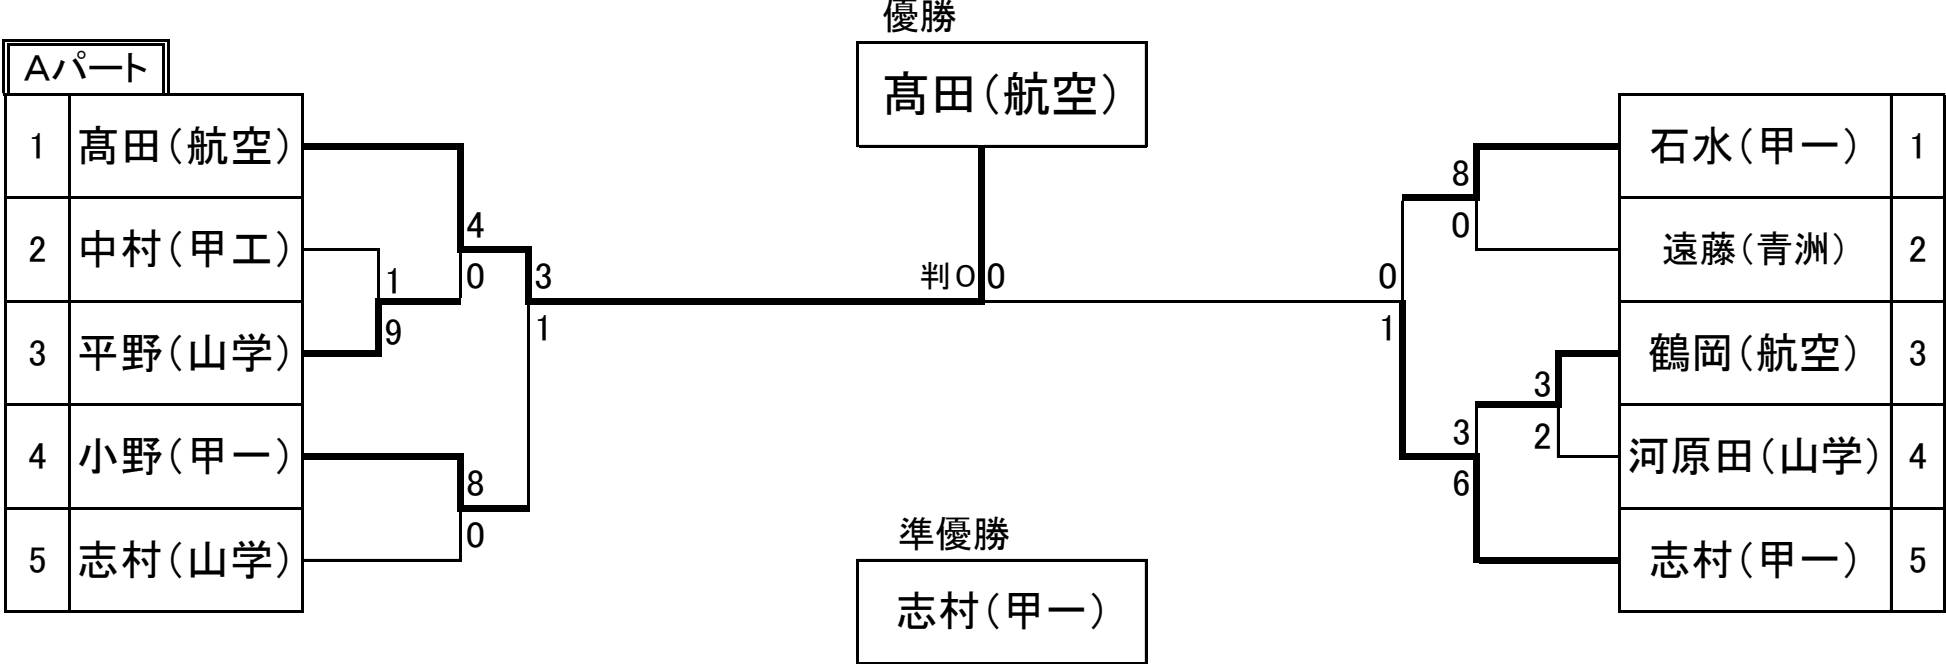 優勝
Aパート
髙田(航空)
1 髙田(航空)
石水(甲一) 1
8
4
0
2 中村(甲工)
遠藤(青洲) 2
1
0
3
判0 0
0
9
1
1
3 平野(山学)
鶴岡(航空) 3
3
3
2
4 小野(甲一)
河原田(山学) 4
8
6
0
準優勝
5 志村(山学)
志村(甲一) 5
志村(甲一)